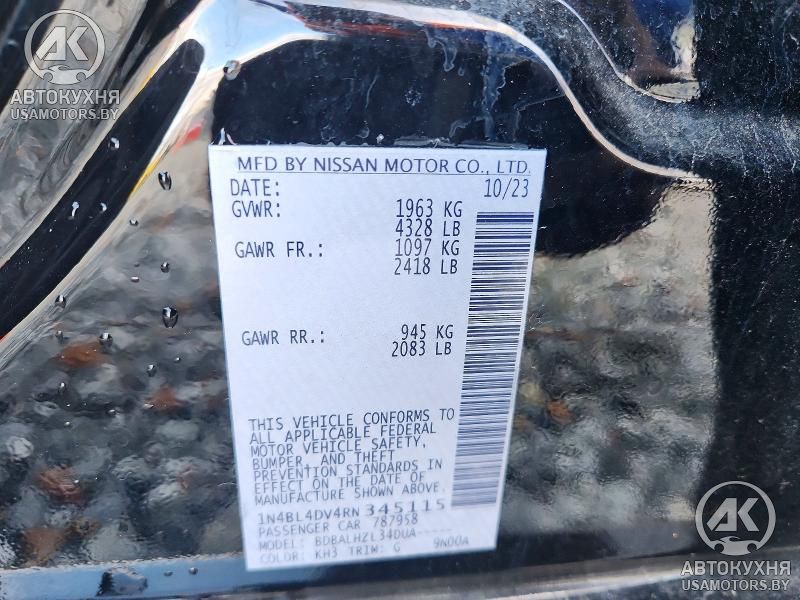 AK
АВТОКУХНЯ
USAMOTORS.BY
MFD BY NISSAN MOTOR CO., LTD.
DATE: 10/23
GVWR: 1963 KG
4328 LB
GAWR FR.: 1097 KG
2418 LB
GAWR RR.: 945 KG
2083 LB
THIS VEHICLE CONFORMS TO
ALL APPLICABLE FEDERAL
MOTOR VEHICLE SAFETY,
BUMPER, AND THEFT
PREVENTION STANDARDS IN
EFFECT ON THE DATE OF
MANUFACTURE SHOWN ABOVE.
1N4BL4DV4RN345115
PASSENGER CAR 787958
MODEL: BDBALHZL34DUA-----
COLOR: KH3 TRIM: G 9N00A
AK
АВТОКУХНЯ
USAMOTORS.BY